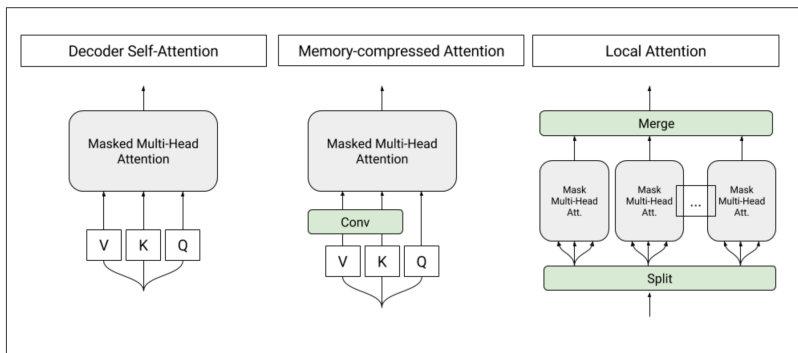 Decoder Self-Attention
Masked Multi-Head
Attention
V K Q
Memory-compressed Attention
Masked Multi-Head
Attention
Conv
V K Q
Local Attention
Merge
Mask
Multi-Head
Att.
Mask
Multi-Head
Att.
...
Mask
Multi-Head
Att.
Split